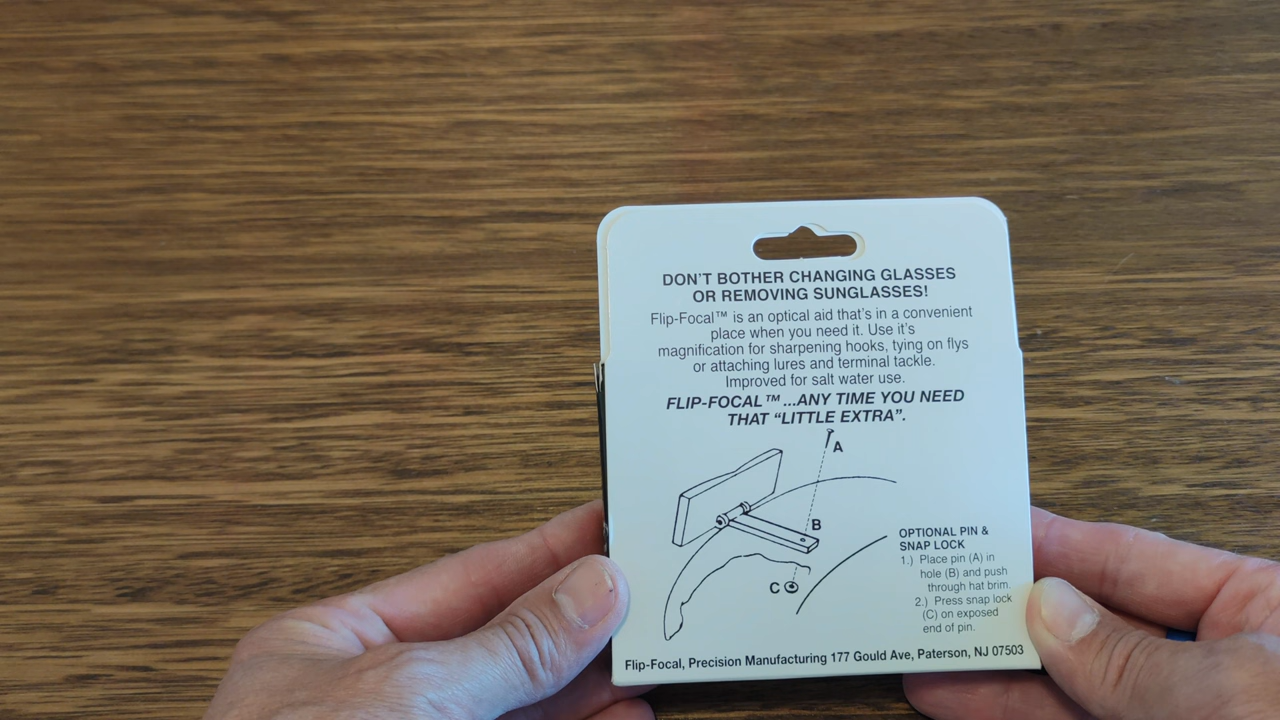 DON'T BOTHER CHANGING GLASSES
OR REMOVING SUNGLASSES!
Flip-Focal™ is an optical aid that's in a convenient
place when you need it. Use it's
magnification for sharpening hooks, tying on flys
or attaching lures and terminal tackle.
Improved for salt water use.
FLIP-FOCAL™...ANY TIME YOU NEED
THAT “LITTLE EXTRA”.
A
B
C
OPTIONAL PIN &
SNAP LOCK
1.) Place pin (A) in
hole (B) and push
through hat brim.
2.) Press snap lock
(C) on exposed
end of pin.
Flip-Focal, Precision Manufacturing 177 Gould Ave, Paterson, NJ 07503